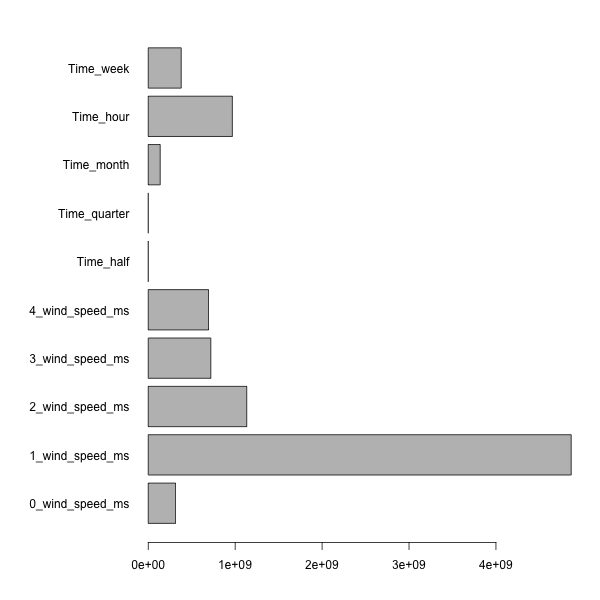 Time_week
Time_hour
Time_month
Time_quarter
Time_half
4_wind_speed_ms
3_wind_speed_ms
2_wind_speed_ms
1_wind_speed_ms
0_wind_speed_ms
0e+00 1e+09 2e+09 3e+09 4e+09